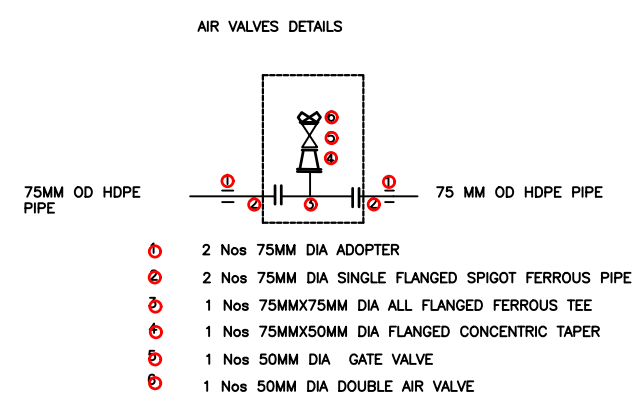 AIR VALVES DETAILS
6
5
4
1
1
75MM OD HDPE
PIPE
75 MM OD HDPE PIPE
2
3
2
1 2 Nos 75MM DIA ADOPTER
2 2 Nos 75MM DIA SINGLE FLANGED SPIGOT FERROUS PIPE
3 1 Nos 75MMX75MM DIA ALL FLANGED FERROUS TEE
4 1 Nos 75MMX50MM DIA FLANGED CONCENTRIC TAPER
5 1 Nos 50MM DIA GATE VALVE
6 1 Nos 50MM DIA DOUBLE AIR VALVE